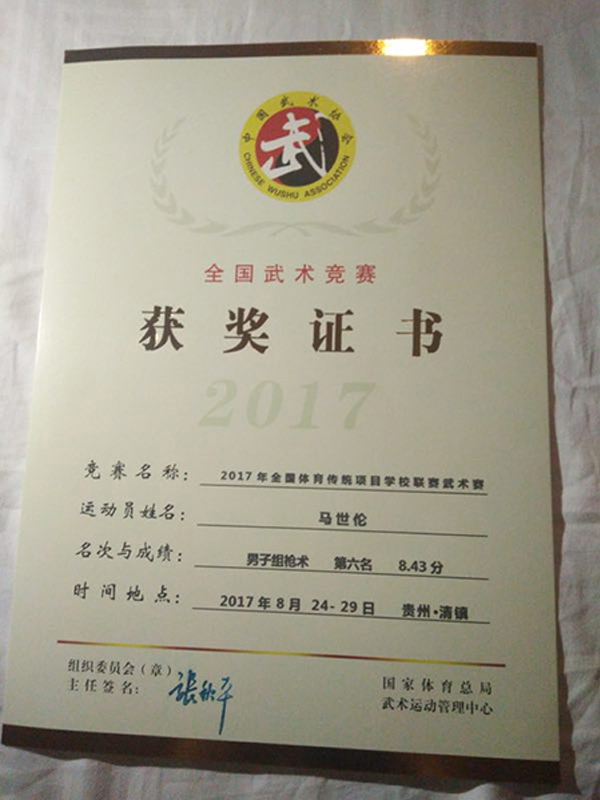 中国武术协会
武
CHINESE WUSHU ASSOCIATION
全国武术竞赛
获奖证书
2017
竞赛名称: 2017年全国体育传统项目学校联赛武术赛
运动员姓名: 马世伦
名次与成绩: 男子组枪术 第六名 8.43分
时间地点: 2017年8月 24-29日 贵州·清镇
组织委员会(章)
主任签名: 張秋平
国家体育总局
武术运动管理中心